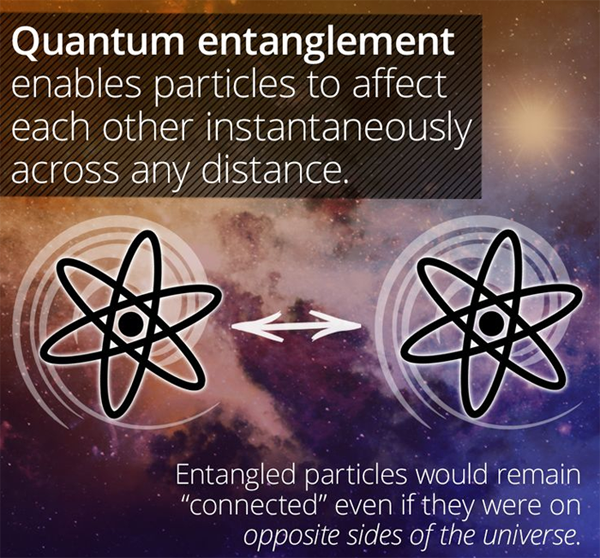 Quantum entanglement
enables particles to affect
each other instantaneously
across any distance.
Entangled particles would remain
“connected” even if they were on
opposite sides of the universe.